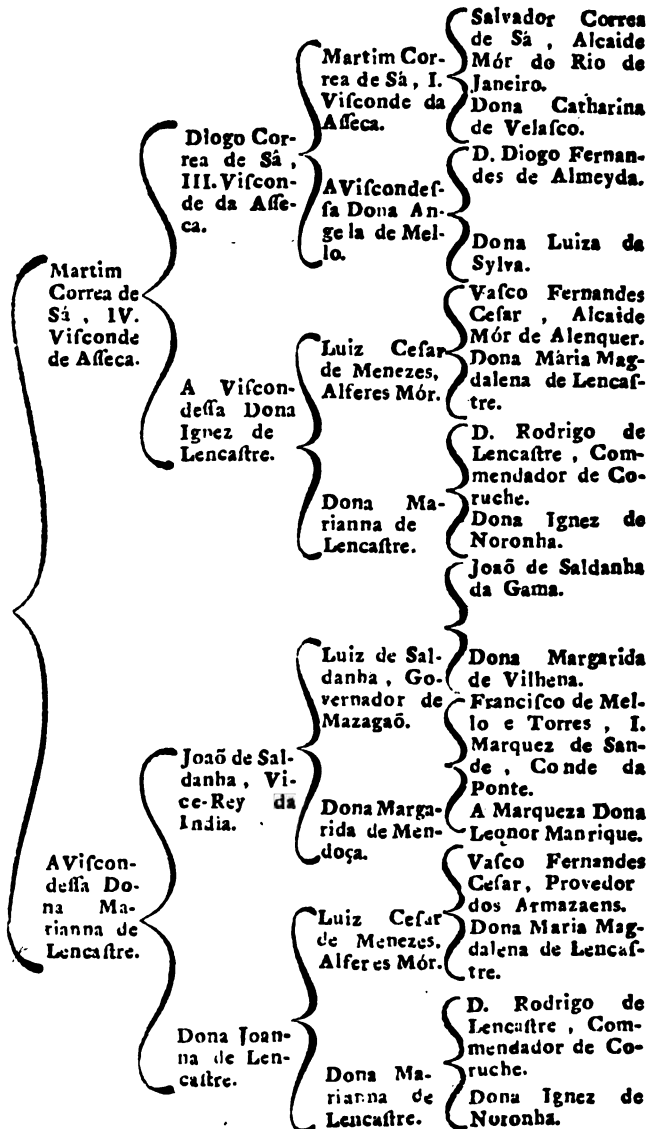 Martim
Correa de
Sá , IV.
Viſconde
de Aſſeca.
A Viſcon-
deſſa Do-
na Ma-
rianna de
Lencaſtre.
Diogo Cor-
rea de Sâ ,
III. Viſcon-
de da Aſſe-
ca.
A Viſcon-
deſſa Dona
Ignez de
Lencaſtre.
Joaõ de Sal-
danha , Vi-
ce-Rey da
India.
Dona Joan-
na de Len-
caſtre.
Martim Cor-
rea de Sá , I.
Viſconde da
Aſſeca.
A Viſcondeſ-
ſa Dona An-
gela de Mel-
lo.
Luiz Ceſar
de Menezes,
Alferes Mór.
Dona Ma-
rianna de
Lencaſtre.
Luiz de Sal-
danha , Go-
vernador de
Mazagaõ.
Dona Marga-
rida de Men-
doça.
Luiz Ceſar
de Menezes,
Alferes Mór.
Dona Ma-
rianna de
Lencaſtre.
Salvador Correa
de Sá , Alcaide
Mór do Rio de
Janeiro.
Dona Catharina
de Velaſco.
D. Diogo Fernan-
des de Almeyda.
Dona Luiza da
Sylva.
Vaſco Fernandes
Ceſar , Alcaide
Mór de Alenquer.
Dona Maria Mag-
dalena de Lencaſ-
tre.
D. Rodrigo de
Lencaſtre , Com-
mendador de Co-
ruche.
Dona Ignez de
Noronha.
Joaõ de Saldanha
da Gama.
Dona Margarida
de Vilhena.
Franciſco de Mel-
lo e Torres , I.
Marquez de San-
de , Conde da
Ponte.
A Marqueza Dona
Leonor Manrique.
Vaſco Fernandes
Ceſar , Provedor
dos Armazaens.
Dona Maria Mag-
dalena de Lencaſ-
tre.
D. Rodrigo de
Lencaſtre , Com-
mendador de Co-
ruche.
Dona Ignez de
Noronha.